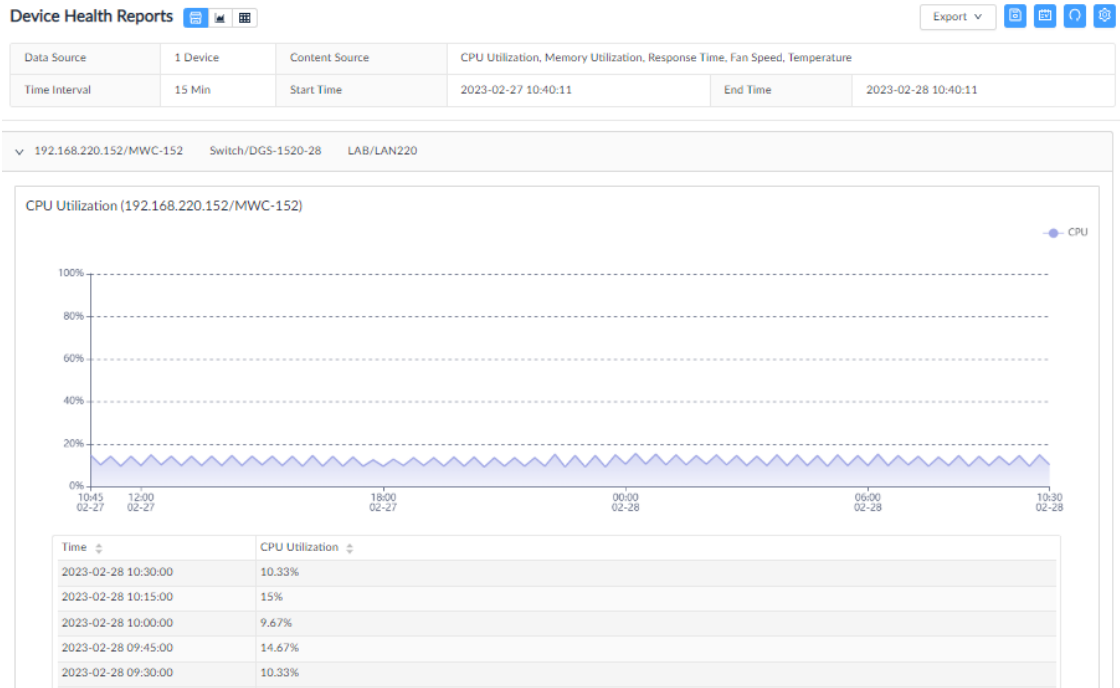 Device Health Reports
Export
Data Source 1 Device Content Source CPU Utilization, Memory Utilization, Response Time, Fan Speed, Temperature
Time Interval 15 Min Start Time 2023-02-27 10:40:11 End Time 2023-02-28 10:40:11
192.168.220.152/MWC-152 Switch/DGS-1520-28 LAB/LAN220
CPU Utilization (192.168.220.152/MWC-152)
CPU
100%
80%
60%
40%
20%
0%
10:45 12:00 18:00 00:00 06:00 10:30
02-27 02-27 02-27 02-28 02-28 02-28
Time CPU Utilization
2023-02-28 10:30:00 10.33%
2023-02-28 10:15:00 15%
2023-02-28 10:00:00 9.67%
2023-02-28 09:45:00 14.67%
2023-02-28 09:30:00 10.33%